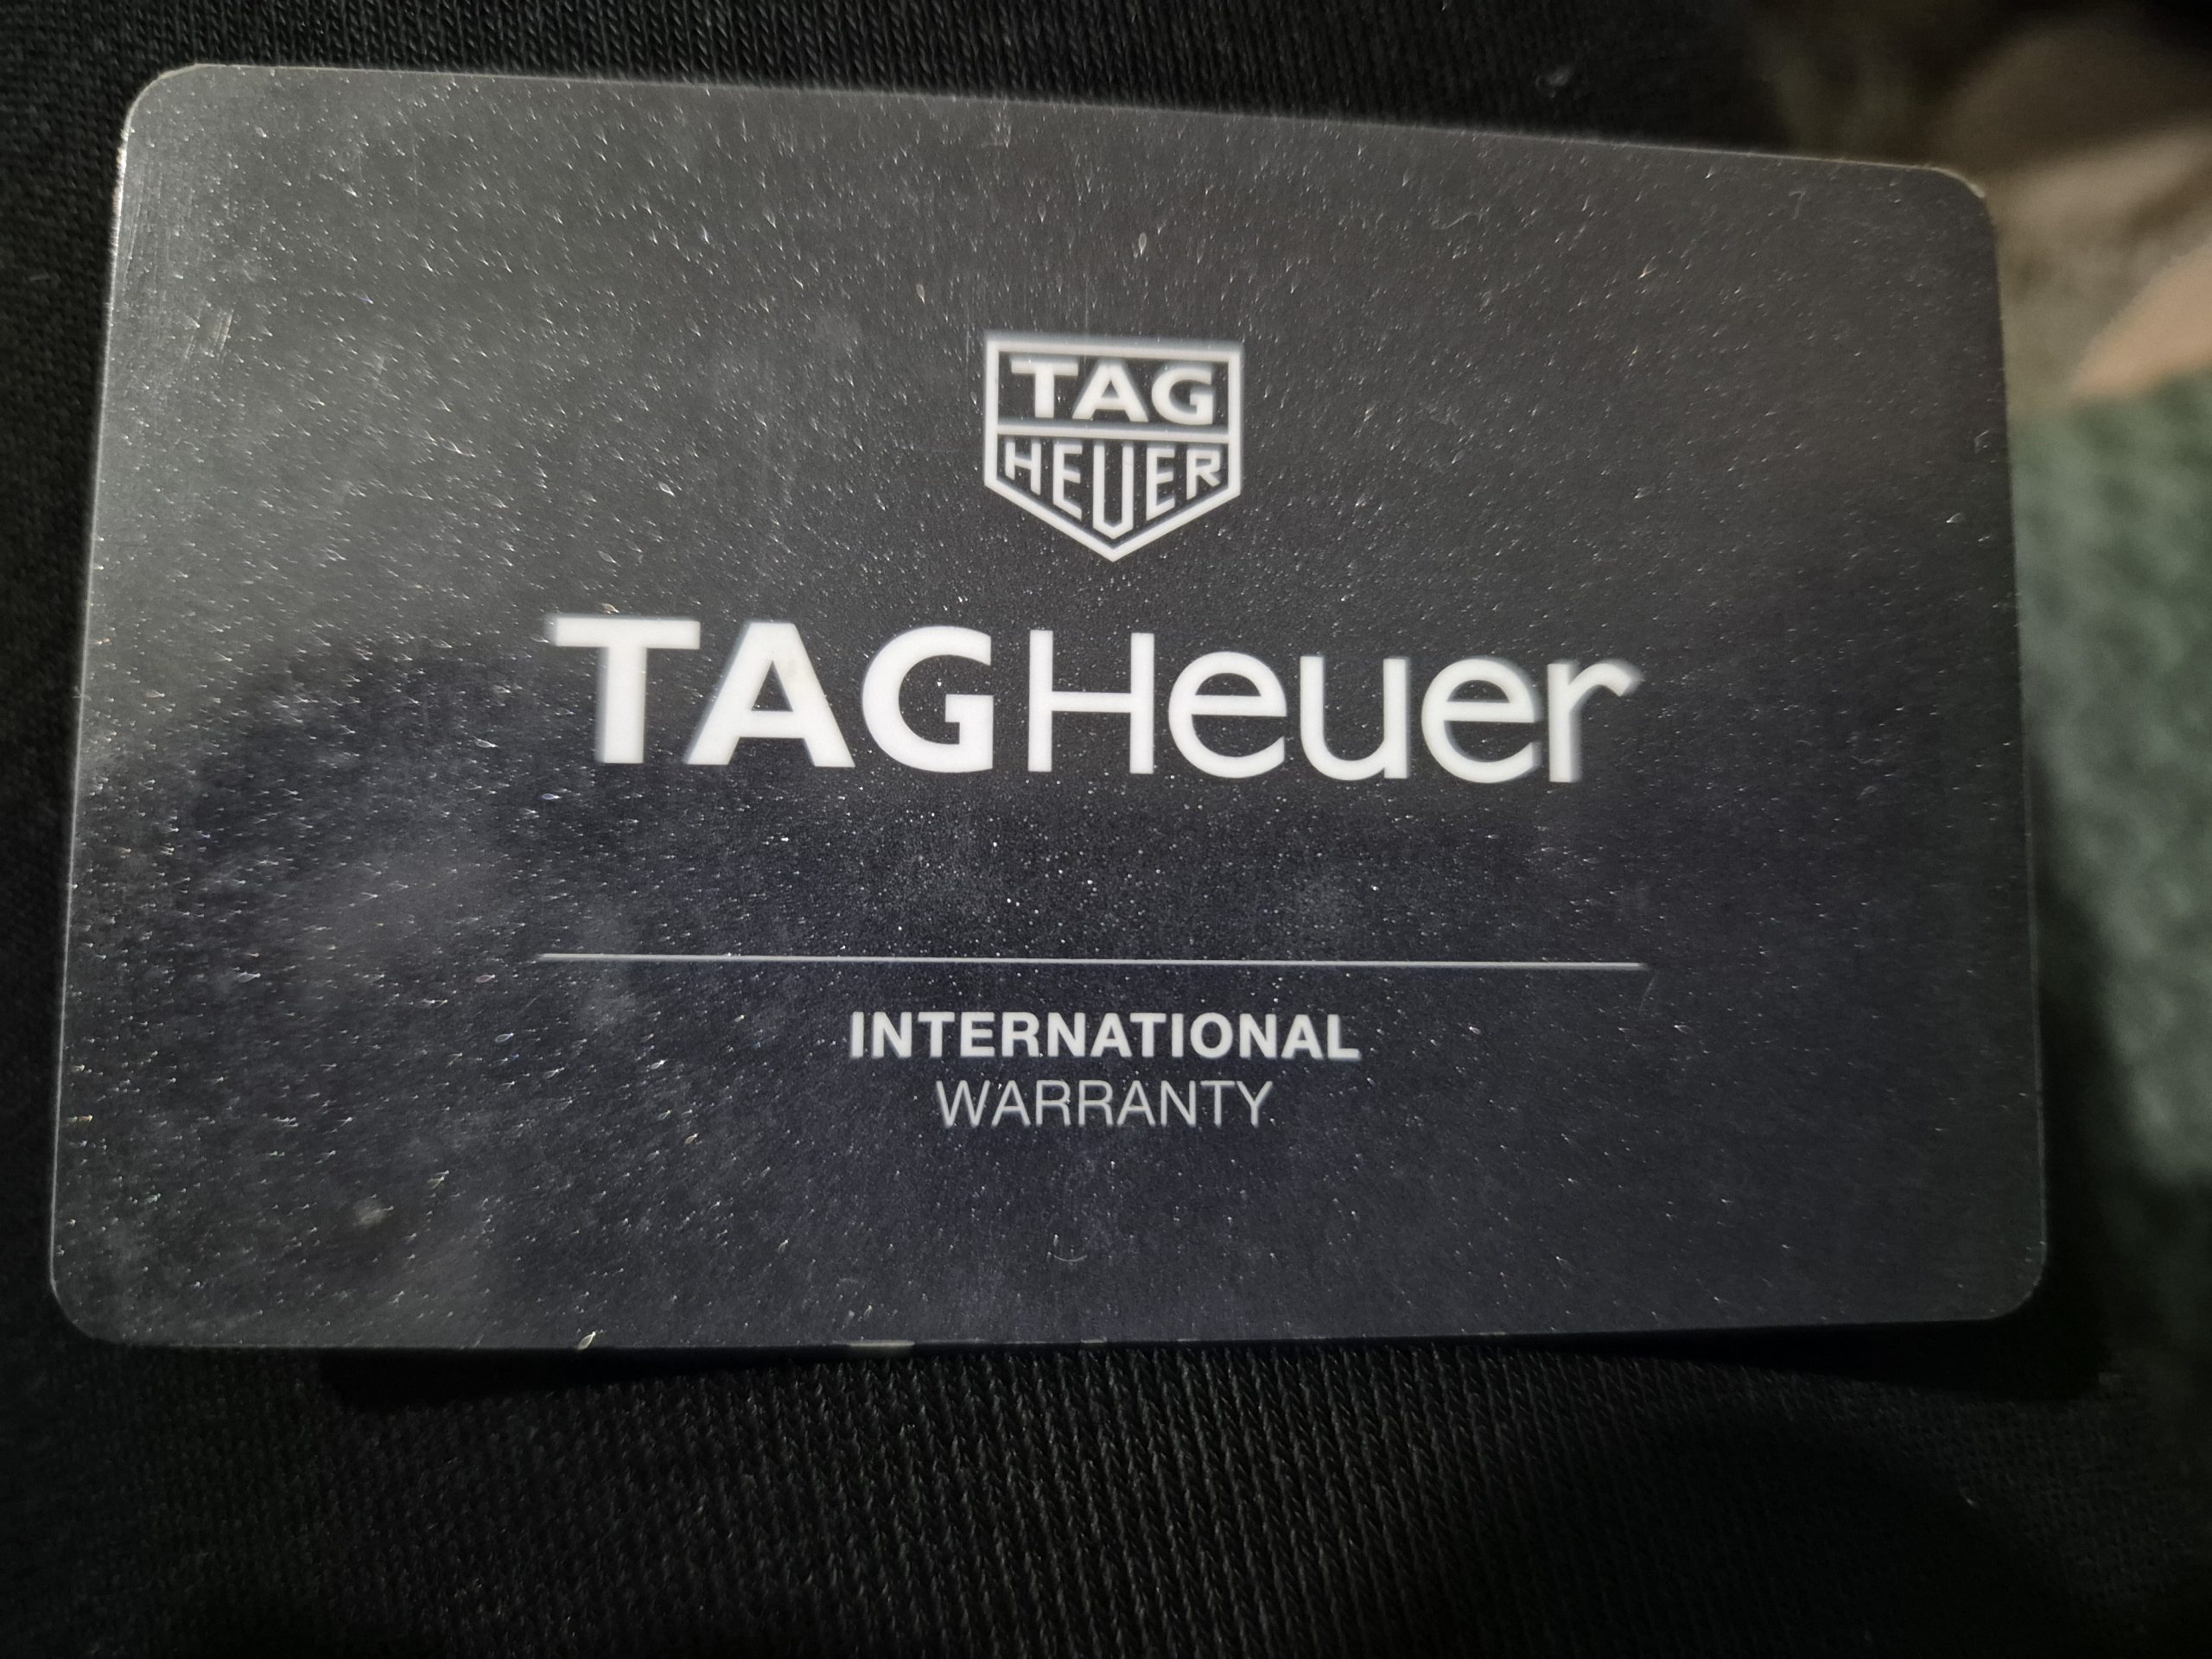 TAG
HEUER
TAGHeuer
INTERNATIONAL
WARRANTY